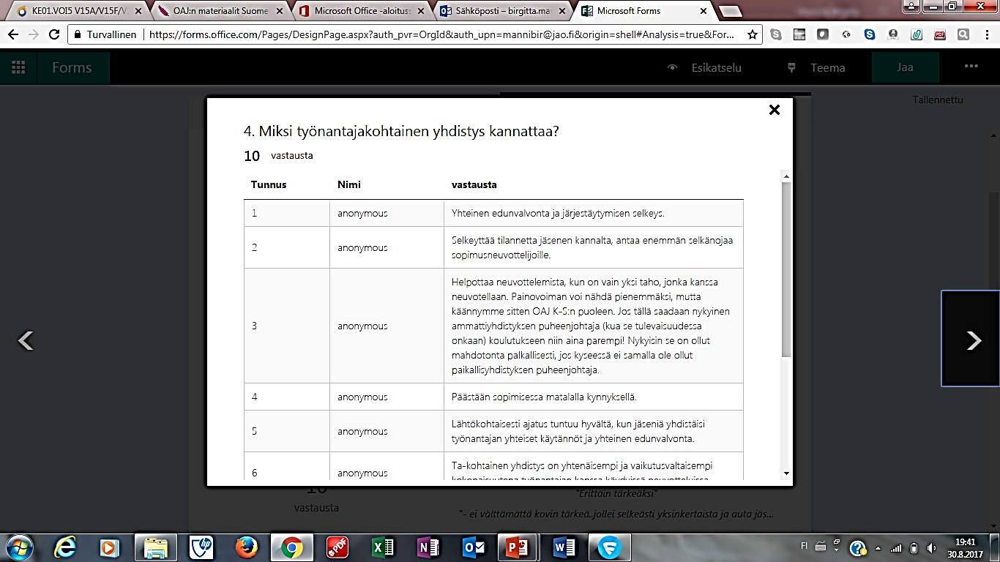 KE01.VOI5 V15A/V15F/V
OAJ:n materiaalit Suome
Microsoft Office -aloituss
Sähköposti – birgitta.ma
Microsoft Forms
Turvallinen https://forms.office.com/Pages/DesignPage.aspx?auth_pvr=OrgId&auth_upn=mannibir@jao.fi&origin=shell#Analysis=true&For...
Forms Esikatselu Teema Jaa
Tallennettu
4. Miksi työnantajakohtainen yhdistys kannattaa?
10 vastausta
Tunnus Nimi vastausta
1 anonymous Yhteinen edunvalvonta ja järjestäytymisen selkeys.
2 anonymous Selkeyttää tilannetta jäsenen kannalta, antaa enemmän selkänojaa
sopimusneuvottelijoille.
3 anonymous Helpottaa neuvottelemista, kun on vain yksi taho, jonka kanssa
neuvotellaan. Painovoiman voi nähdä pienemmäksi, mutta
käännymme sitten OAJ K-S:n puoleen. Jos tällä saadaan nykyinen
ammattiyhdistyksen puheenjohtaja (kua se tulevaisuudessa
onkaan) koulutukseen niin aina parempi! Nykyisin se on ollut
mahdotonta palkallisesti, jos kyseessä ei samalla ole ollut
paikallisyhdistyksen puheenjohtaja.
4 anonymous Päästään sopimisessa matalalla kynnyksellä.
5 anonymous Lähtökohtaisesti ajatus tuntuu hyvältä, kun jäseniä yhdistäisi
työnantajan yhteiset käytännöt ja yhteinen edunvalvonta.
6 anonymous Ta-kohtainen yhdistys on yhtenäisempi ja vaikutusvaltaisempi
kokonaisuutena työnantajan kanssa käydyissä neuvotteluissa
10
vastausta
"Erittäin tärkeäksi"
"- ei välttämättä kovin tärkeä..jollei selkeästi yksinkertaista ja auta jäs...
FI
19:41
30.8.2017